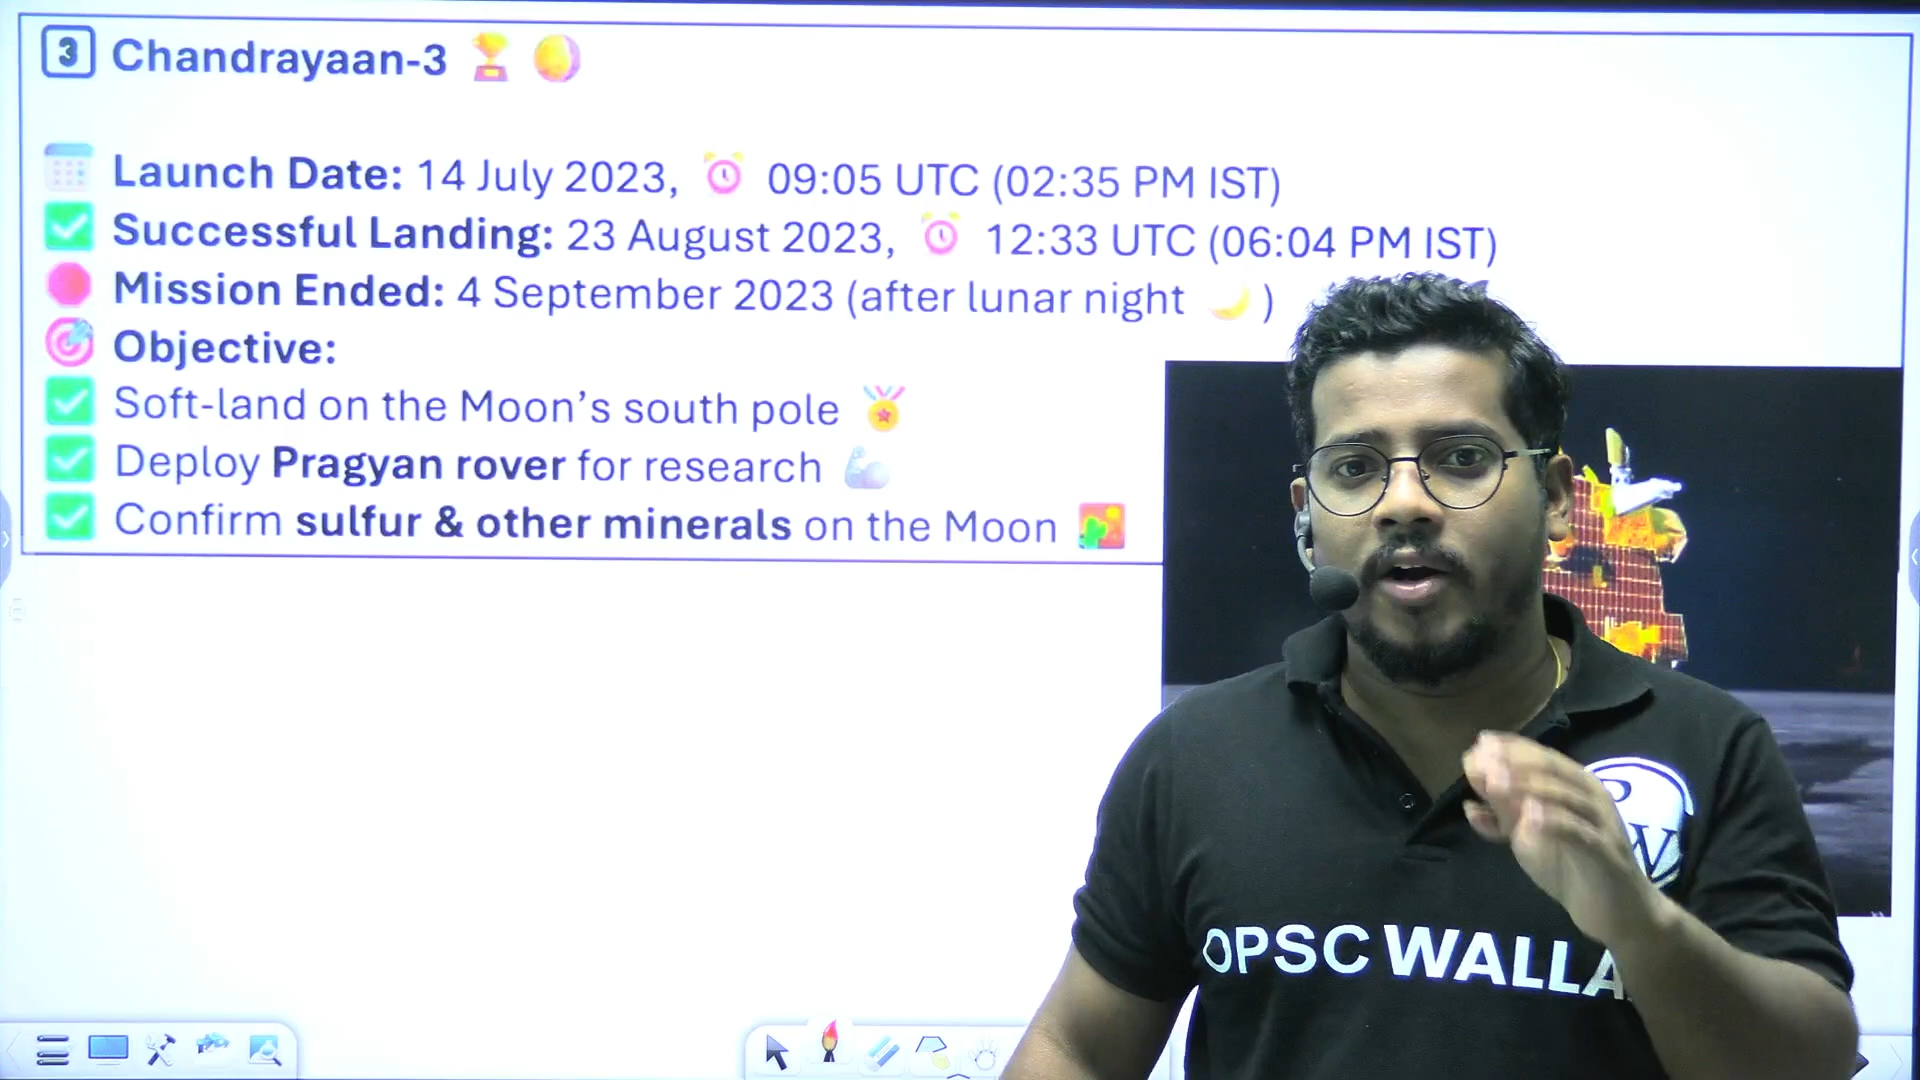 3 Chandrayaan-3
Launch Date: 14 July 2023, 09:05 UTC (02:35 PM IST)
Successful Landing: 23 August 2023, 12:33 UTC (06:04 PM IST)
Mission Ended: 4 September 2023 (after lunar night )
Objective:
Soft-land on the Moon’s south pole
Deploy Pragyan rover for research
Confirm sulfur & other minerals on the Moon
P
W
OPSC WALLA